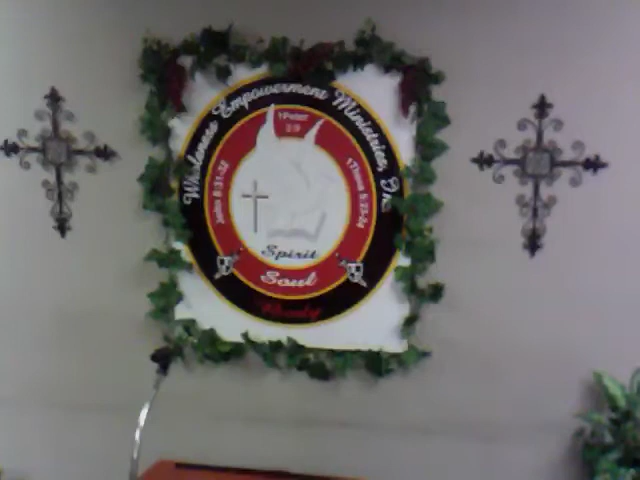 Wholeness Empowerment Ministries, Inc
1Peter
2:9
John 8:31-32
1Thess 5:23-24
Spirit
Soul
Body